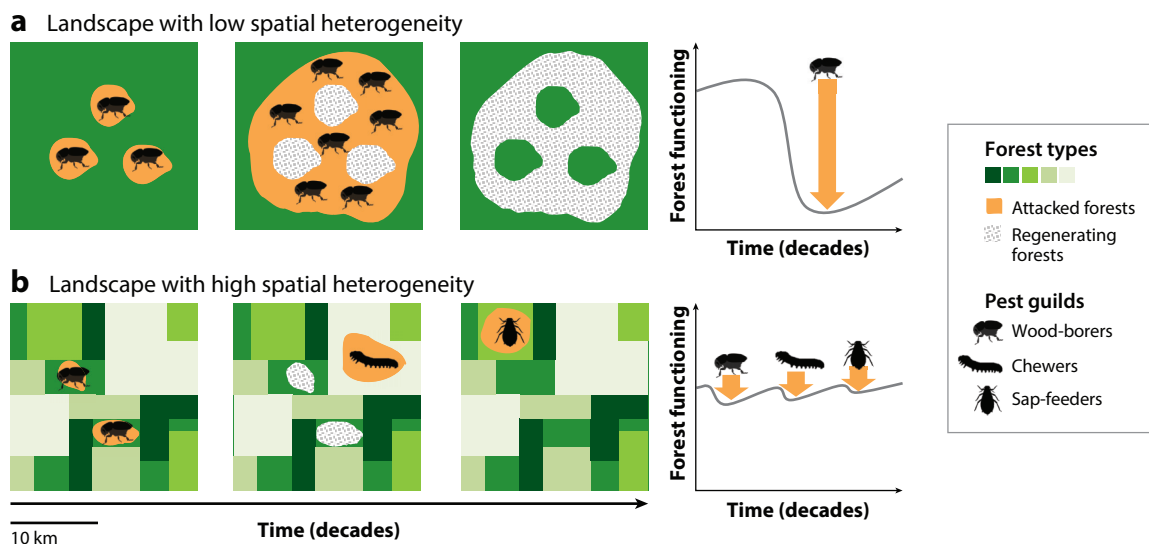 a Landscape with low spatial heterogeneity
Forest functioning
Time (decades)
b Landscape with high spatial heterogeneity
Forest functioning
Time (decades)
Time (decades)
10 km
Forest types
Attacked forests
Regenerating
forests
Pest guilds
Wood-borers
Chewers
Sap-feeders